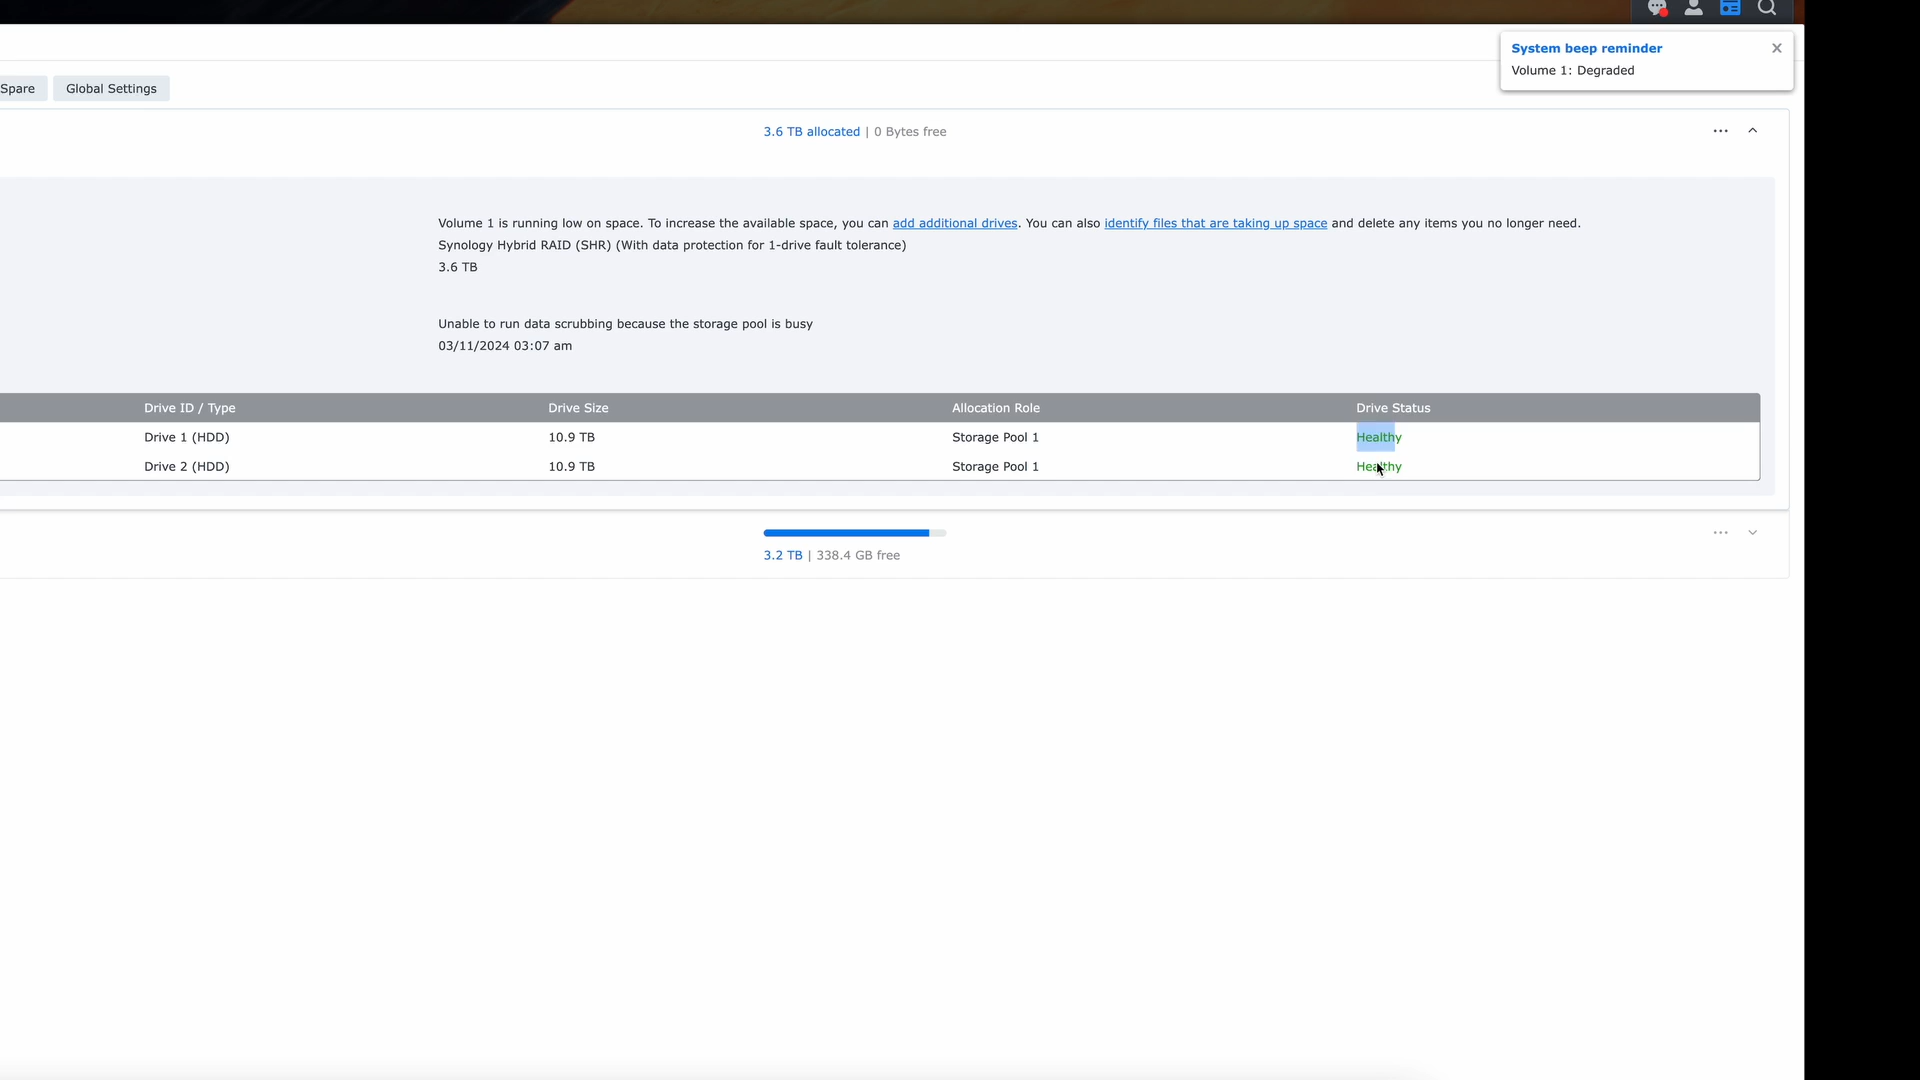 System beep reminder
Volume 1: Degraded
Spare
Global Settings
3.6 TB allocated | 0 Bytes free
Volume 1 is running low on space. To increase the available space, you can add additional drives. You can also identify files that are taking up space and delete any items you no longer need.
Synology Hybrid RAID (SHR) (With data protection for 1-drive fault tolerance)
3.6 TB
Unable to run data scrubbing because the storage pool is busy
03/11/2024 03:07 am
Drive ID / Type Drive Size Allocation Role Drive Status
Drive 1 (HDD) 10.9 TB Storage Pool 1 Healthy
Drive 2 (HDD) 10.9 TB Storage Pool 1 Healthy
3.2 TB | 338.4 GB free